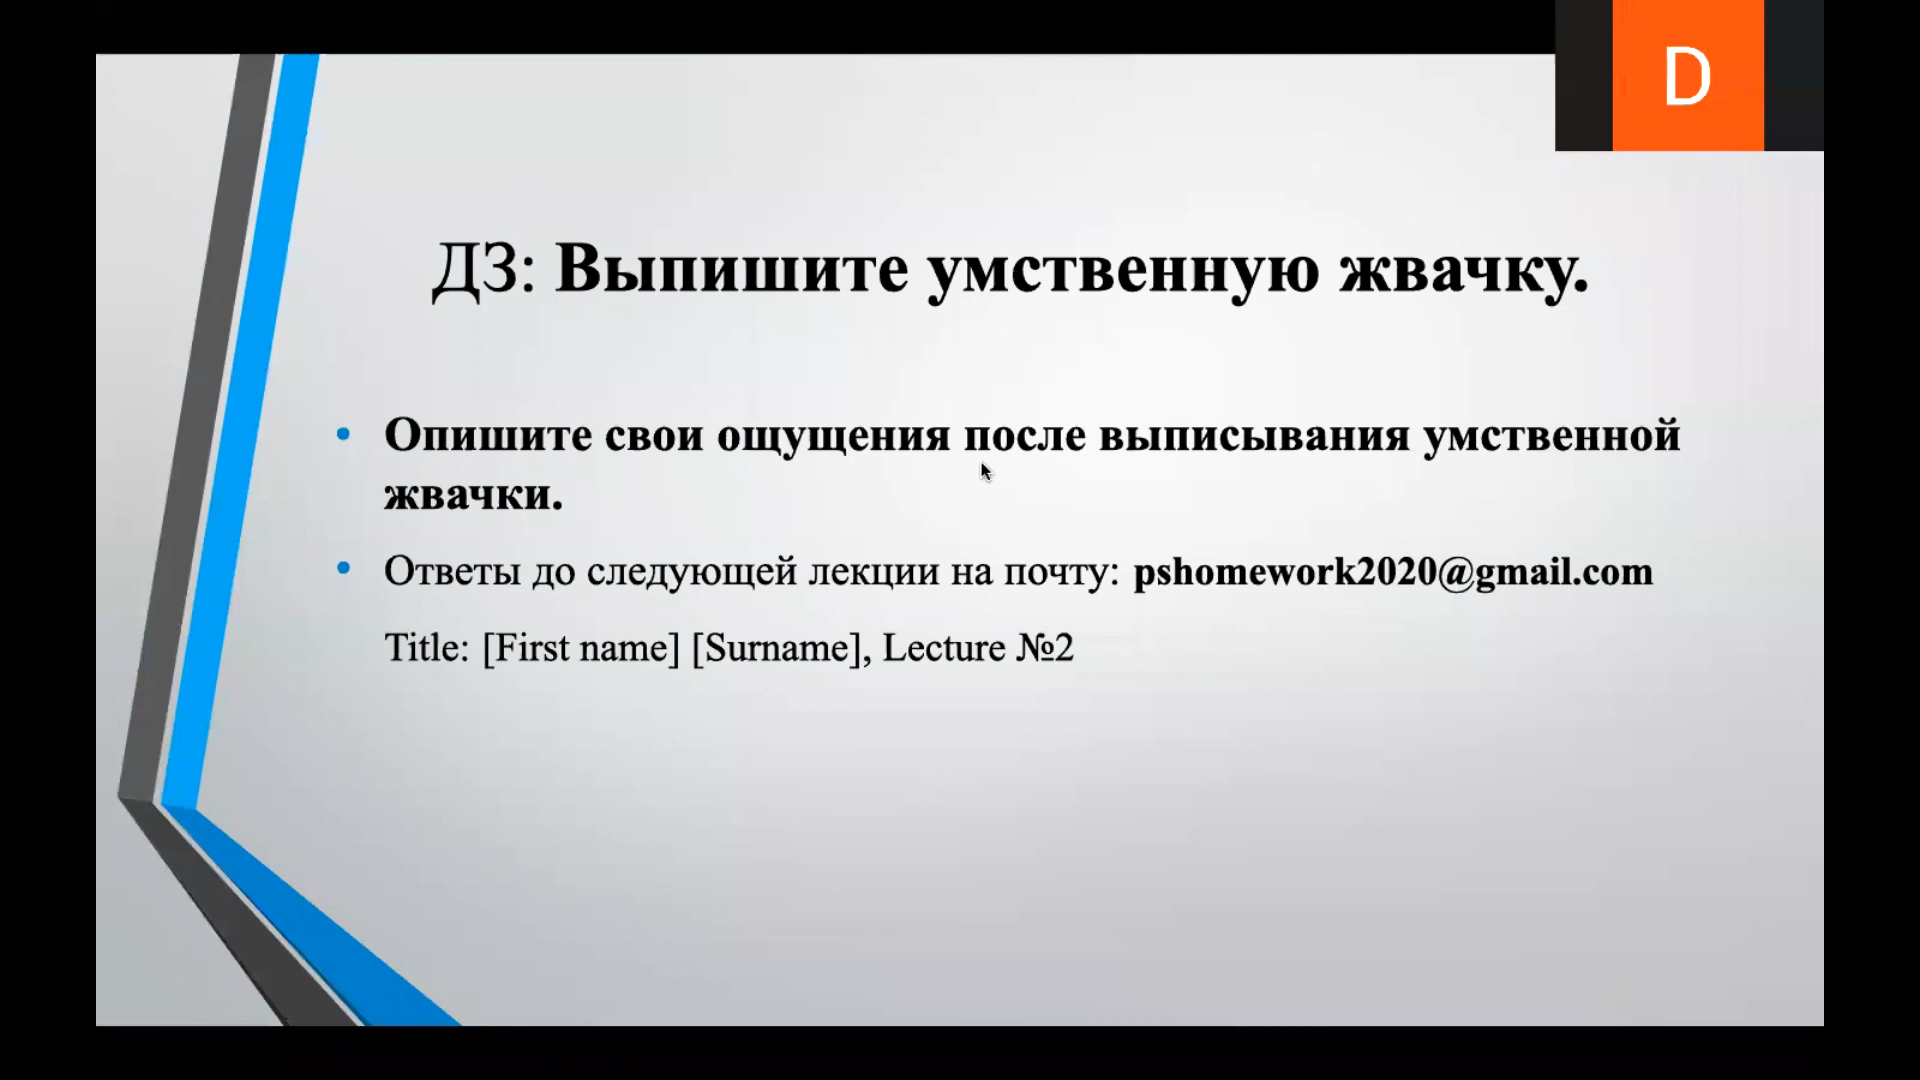 D
ДЗ: Выпишите умственную жвачку.
• Опишите свои ощущения после выписывания умственной
жвачки.
• Ответы до следующей лекции на почту: pshomework2020@gmail.com
Title: [First name] [Surname], Lecture №2